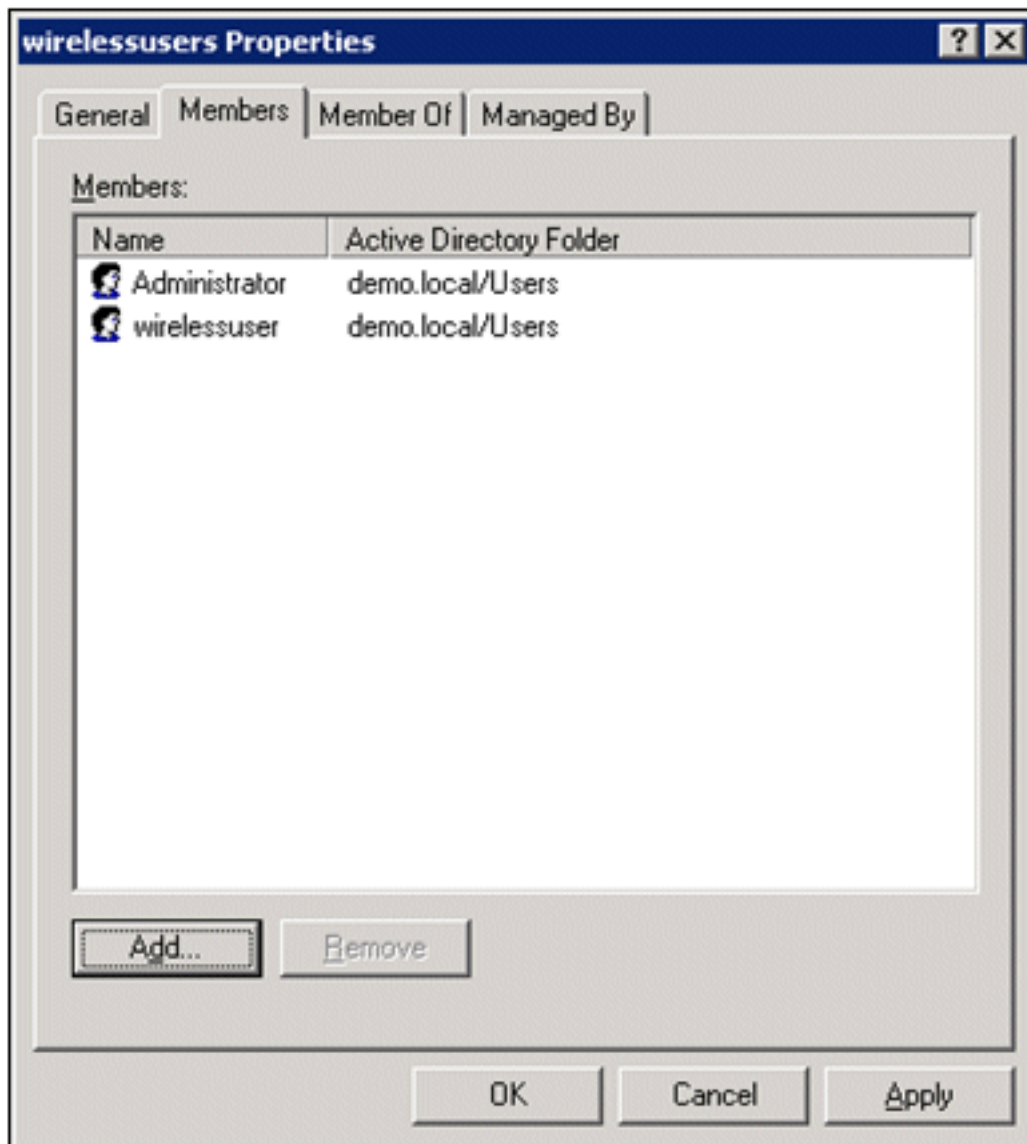 wirelessusers Properties
General Members Member Of Managed By
Members:
Name Active Directory Folder
Administrator demo.local/Users
wirelessuser demo.local/Users
Add... Remove
OK Cancel Apply